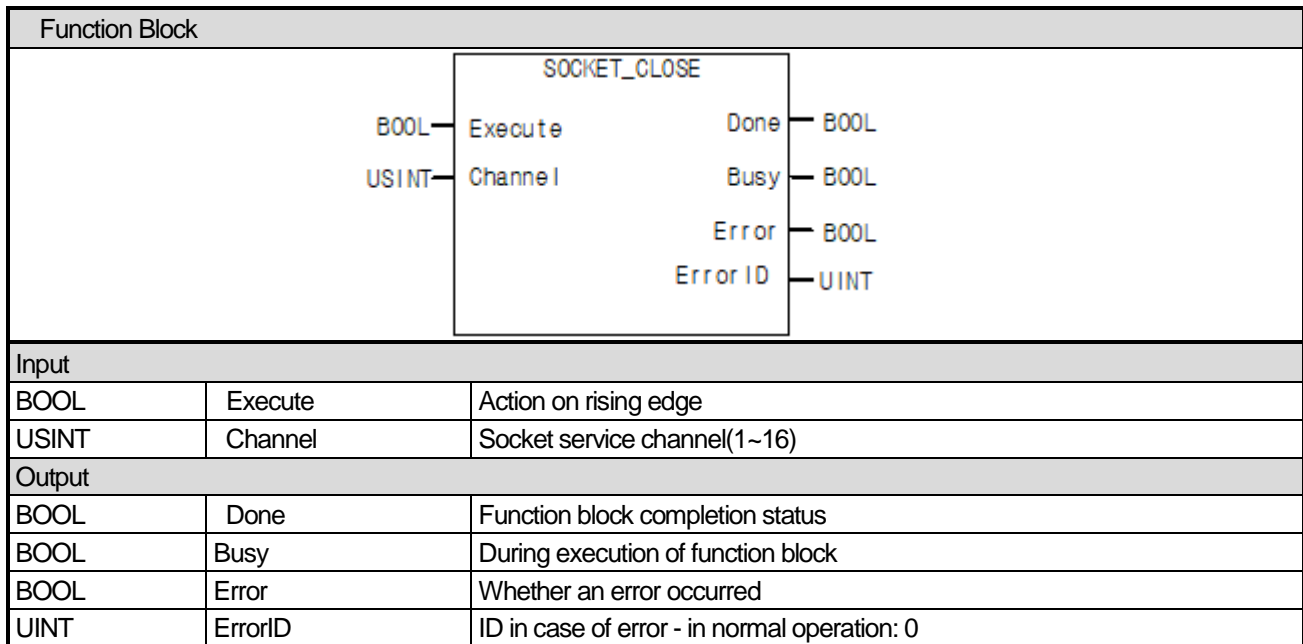 Function Block
SOCKET_CLOSE
BOOL Execute Done BOOL
USINT Channel Busy BOOL
Error BOOL
ErrorID UINT
Input
BOOL Execute Action on rising edge
USINT Channel Socket service channel(1~16)
Output
BOOL Done Function block completion status
BOOL Busy During execution of function block
BOOL Error Whether an error occurred
UINT ErrorID ID in case of error - in normal operation: 0